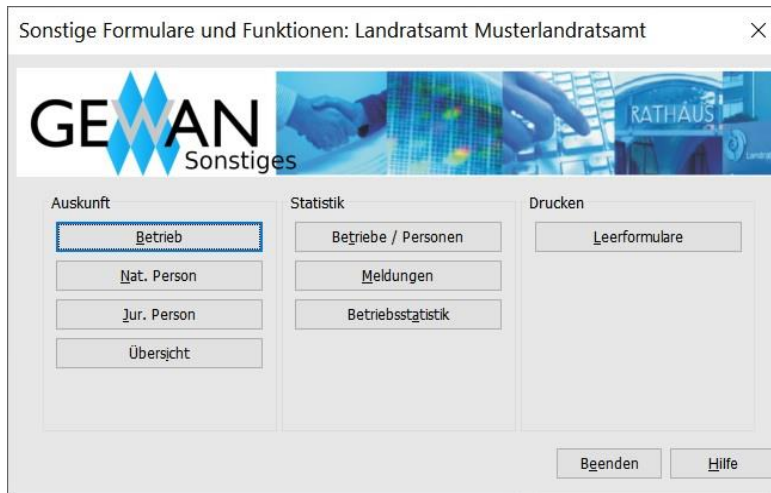 Sonstige Formulare und Funktionen: Landratsamt Musterlandratsamt
GEWAN
Sonstiges
RATHAUS
Auskunft
Betrieb
Nat. Person
Jur. Person
Übersicht
Statistik
Betriebe / Personen
Meldungen
Betriebsstatistik
Drucken
Leerformulare
Beenden
Hilfe